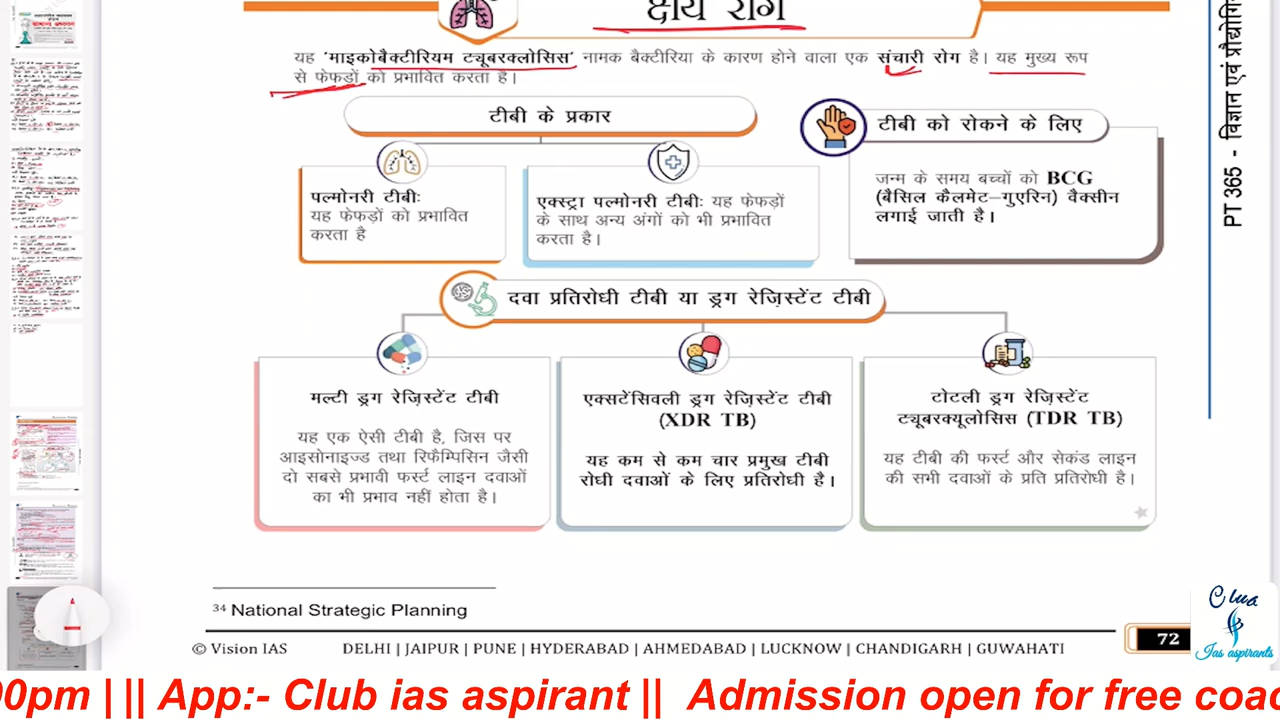 क्षय रोग
यह 'माइकोबैक्टीरियम ट्यूबरक्लोसिस' नामक बैक्टीरिया के कारण होने वाला एक संचारी रोग है। यह मुख्य रूप
से फेफड़ों को प्रभावित करता है।
टीबी के प्रकार
पल्मोनरी टीबीः
यह फेफड़ों को प्रभावित
करता है
एक्स्ट्रा पल्मोनरी टीबीः यह फेफड़ों
के साथ अन्य अंगों को भी प्रभावित
करता है।
टीबी को रोकने के लिए
जन्म के समय बच्चों को BCG
(बैसिल कैलमेट–गुएरिन) वैक्सीन
लगाई जाती है।
दवा प्रतिरोधी टीबी या ड्रग रेज़िस्टेंट टीबी
मल्टी ड्रग रेज़िस्टेंट टीबी
यह एक ऐसी टीबी है, जिस पर
आइसोनाइज्ड तथा रिफैम्पिसिन जैसी
दो सबसे प्रभावी फर्स्ट लाइन दवाओं
का भी प्रभाव नहीं होता है।
एक्सटेंसिवली ड्रग रेज़िस्टेंट टीबी
(XDR TB)
यह कम से कम चार प्रमुख टीबी
रोधी दवाओं के लिए प्रतिरोधी है।
टोटली ड्रग रेज़िस्टेंट
ट्यूबरक्यूलोसिस (TDR TB)
यह टीबी की फर्स्ट और सेकंड लाइन
की सभी दवाओं के प्रति प्रतिरोधी है।
PT 365 - विज्ञान एवं प्रौद्योगि
34 National Strategic Planning
© Vision IAS
DELHI | JAIPUR | PUNE | HYDERABAD | AHMEDABAD | LUCKNOW | CHANDIGARH | GUWAHATI
72
Ias aspirants
00pm | || App:- Club ias aspirant || Admission open for free coac